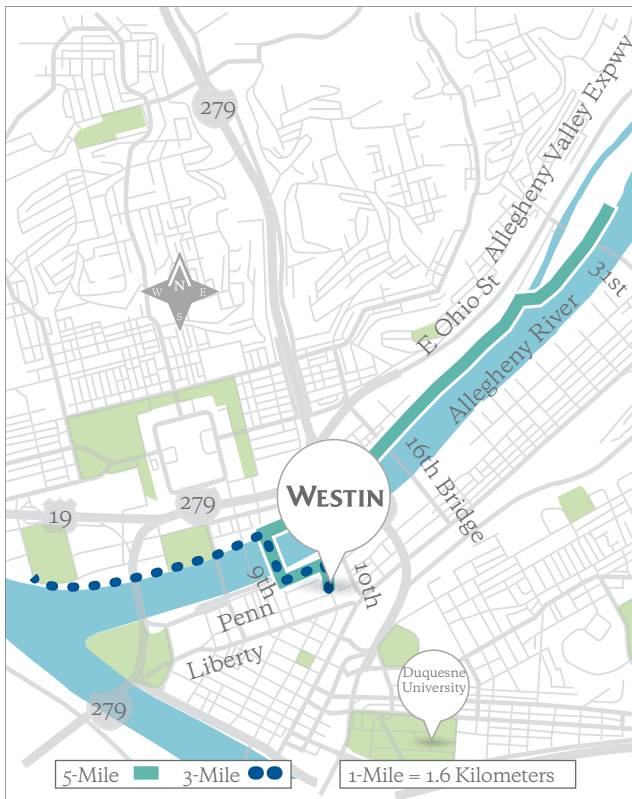 279
Allegheny Valley Expwy
N
W E
S
31st
E Ohio St
Allegheny River
16th Bridge
WESTIN
19
279
9th
10th
Penn
Liberty
Duquesne
University
279
5-Mile 3-Mile
1-Mile = 1.6 Kilometers